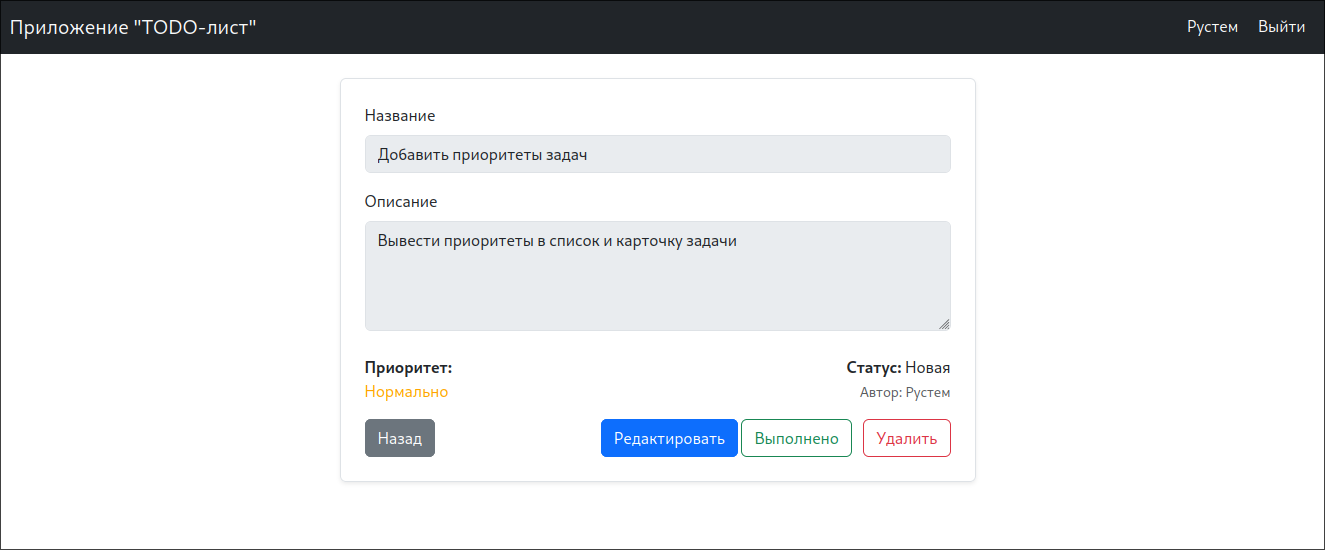 Приложение "TODO-лист"
Рустем Выйти
Название
Добавить приоритеты задач
Описание
Вывести приоритеты в список и карточку задачи
Приоритет:
Нормально
Статус: Новая
Автор: Рустем
Назад
Редактировать
Выполнено
Удалить